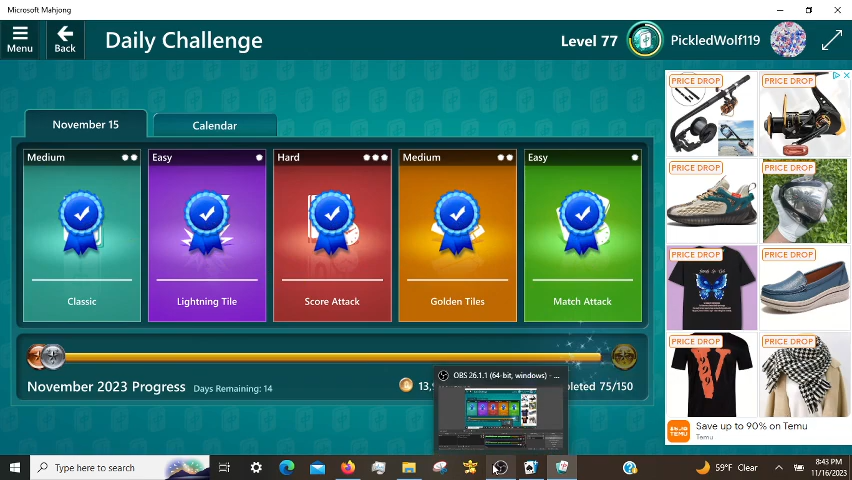 Microsoft Mahjong
Menu
Back
Daily Challenge
Level 77
PickledWolf119
November 15
Calendar
Medium
Easy
Hard
Medium
Easy
Classic
Lightning Tile
Score Attack
Golden Tiles
Match Attack
November 2023 Progress
Days Remaining: 14
75/150
OBS 26.1.1 (64-bit, windows) - ...
PRICE DROP
PRICE DROP
PRICE DROP
PRICE DROP
PRICE DROP
PRICE DROP
PRICE DROP
PRICE DROP
TEMU
Save up to 90% on Temu
Temu
Type here to search
59°F Clear
8:43 PM
11/16/2023